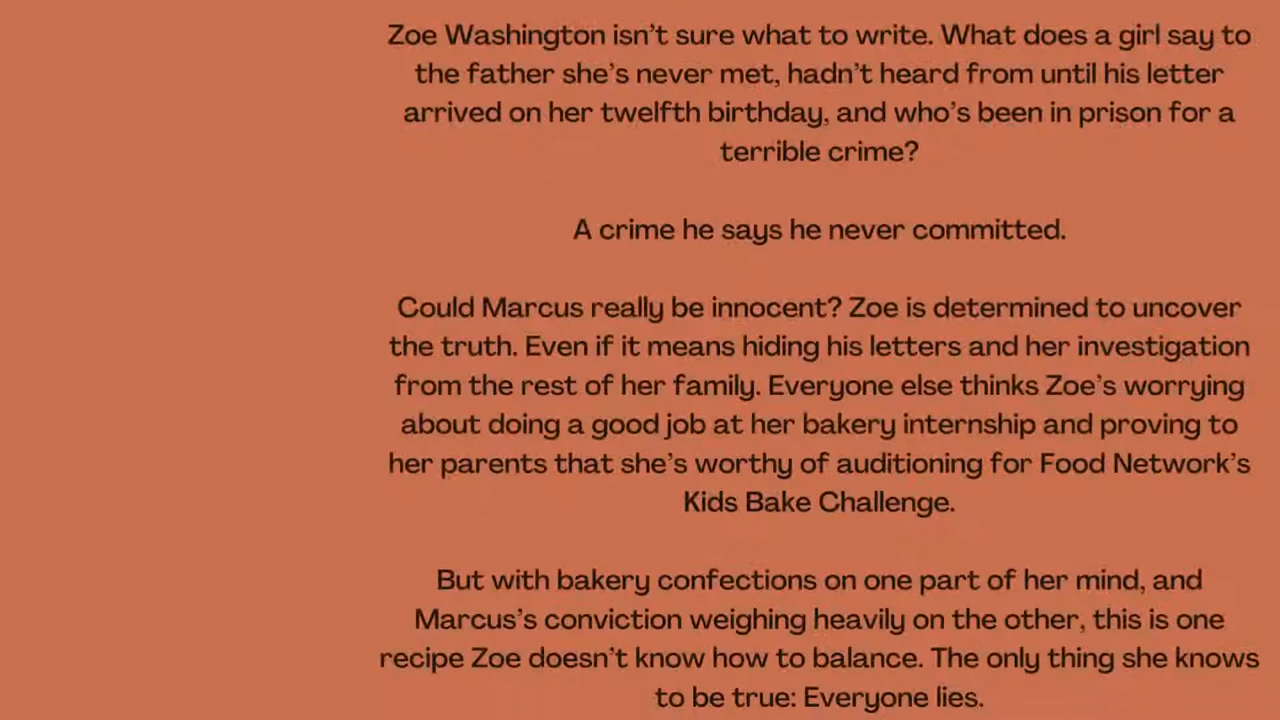 Zoe Washington isn’t sure what to write. What does a girl say to
the father she’s never met, hadn’t heard from until his letter
arrived on her twelfth birthday, and who’s been in prison for a
terrible crime?
A crime he says he never committed.
Could Marcus really be innocent? Zoe is determined to uncover
the truth. Even if it means hiding his letters and her investigation
from the rest of her family. Everyone else thinks Zoe’s worrying
about doing a good job at her bakery internship and proving to
her parents that she’s worthy of auditioning for Food Network’s
Kids Bake Challenge.
But with bakery confections on one part of her mind, and
Marcus’s conviction weighing heavily on the other, this is one
recipe Zoe doesn’t know how to balance. The only thing she knows
to be true: Everyone lies.